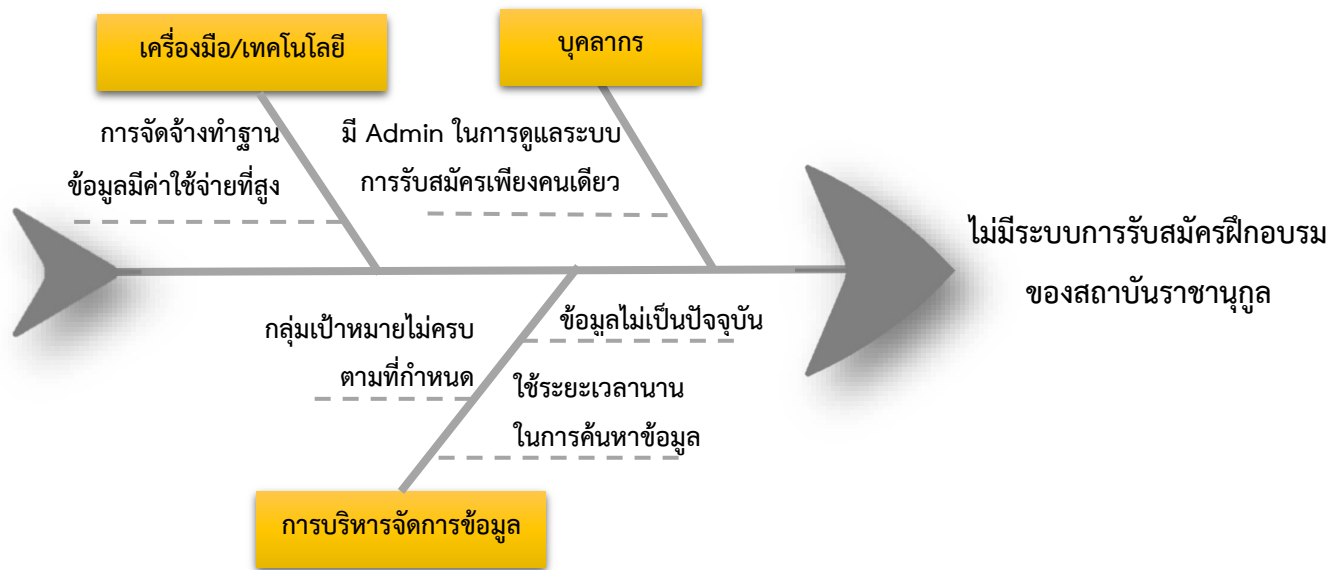 เครื่องมือ/เทคโนโลยี
บุคลากร
การจัดจ้างทำฐาน
ข้อมูลมีค่าใช้จ่ายที่สูง
มี Admin ในการดูแลระบบ
การรับสมัครเพียงคนเดียว
ไม่มีระบบการรับสมัครฝึกอบรม
ของสถาบันราชานุกูล
กลุ่มเป้าหมายไม่ครบ
ตามที่กำหนด
ข้อมูลไม่เป็นปัจจุบัน
ใช้ระยะเวลานาน
ในการค้นหาข้อมูล
การบริหารจัดการข้อมูล